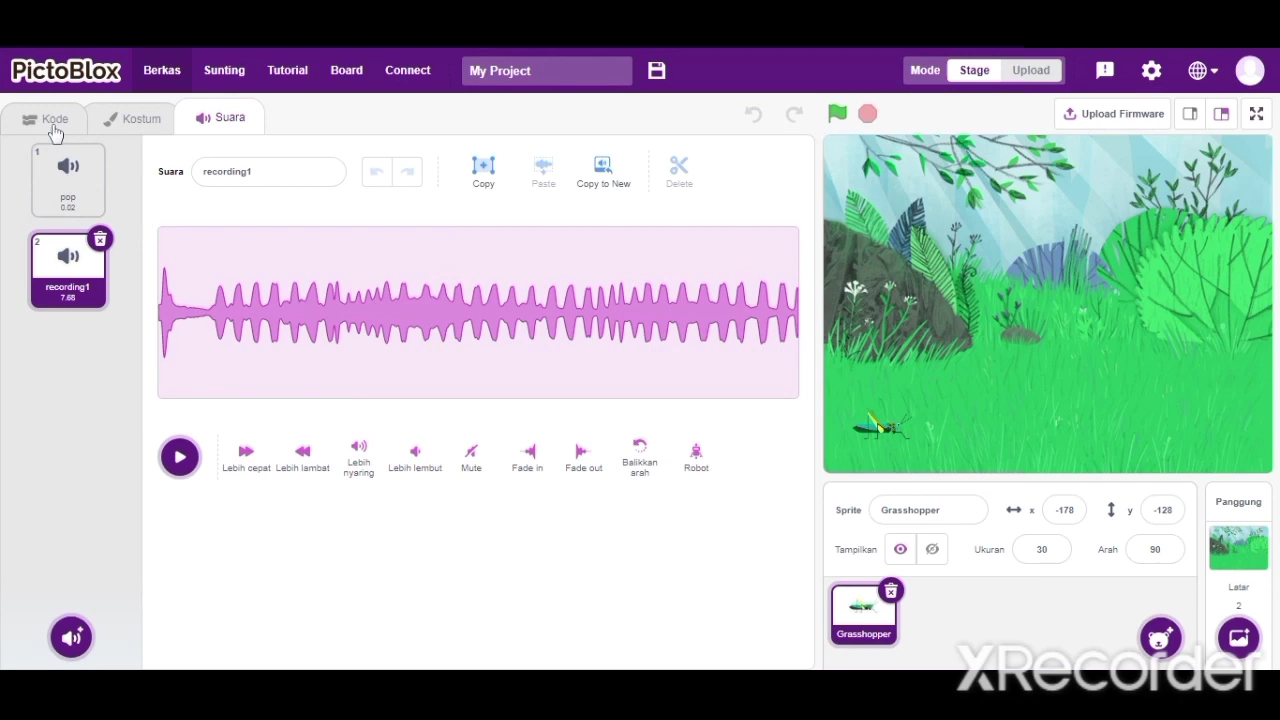 PictoBlox Berkas Sunting Tutorial Board Connect My Project Mode Stage Upload
Kode Kostum Suara Upload Firmware
1
pop
0.02
2
recording1
7.68
Suara recording1 Copy Paste Copy to New Delete
Lebih cepat Lebih lambat Lebih nyaring Lebih lembut Mute Fade in Fade out Balikkan arah Robot
Sprite Grasshopper x -178 y -128
Tampilkan Ukuran 30 Arah 90
Grasshopper
Panggung
Latar
2
XRecorder